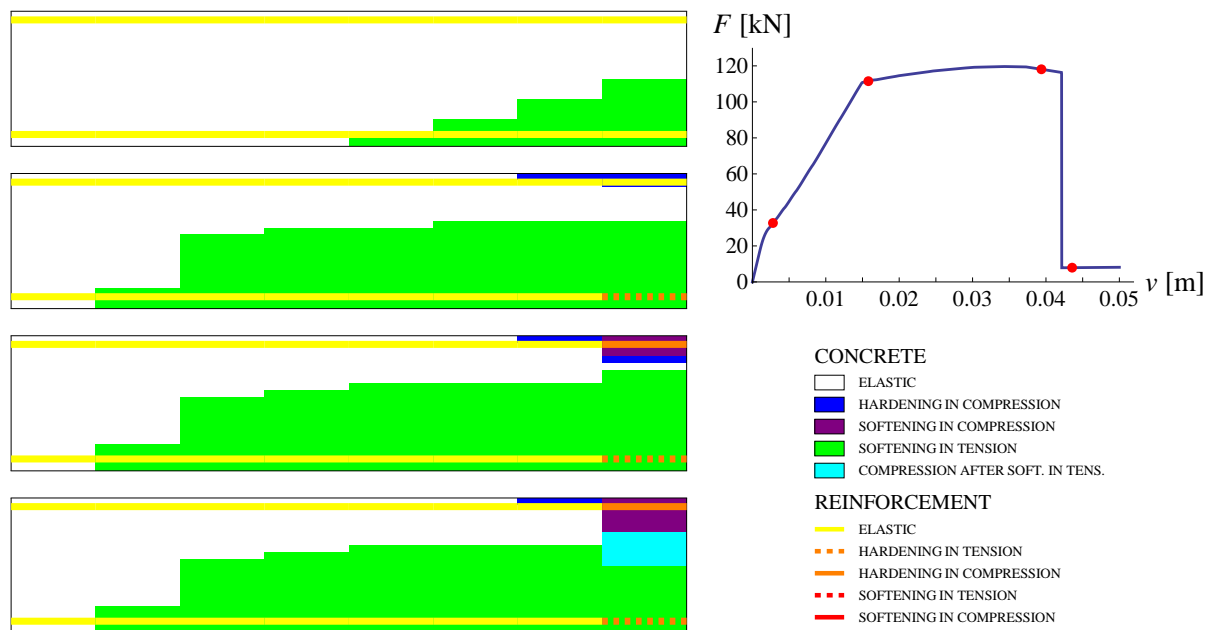 F [kN]
120
100
80
60
40
20
0
0.01 0.02 0.03 0.04 0.05
v [m]
CONCRETE
ELASTIC
HARDENING IN COMPRESSION
SOFTENING IN COMPRESSION
SOFTENING IN TENSION
COMPRESSION AFTER SOFT. IN TENS.
REINFORCEMENT
ELASTIC
HARDENING IN TENSION
HARDENING IN COMPRESSION
SOFTENING IN TENSION
SOFTENING IN COMPRESSION